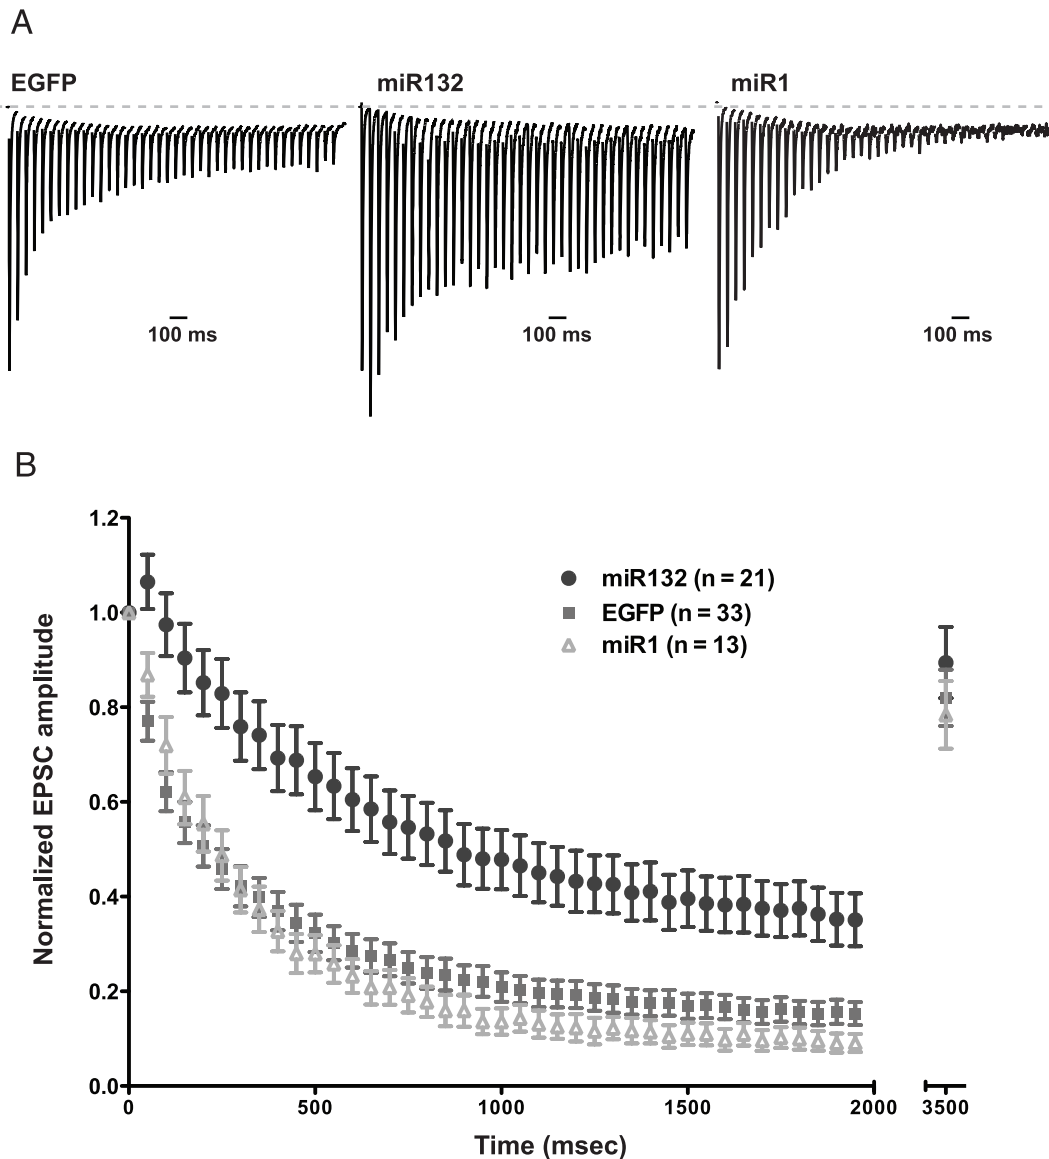 A
EGFP
miR132
miR1
100 ms
100 ms
100 ms
B
1.2
1.0
0.8
0.6
0.4
0.2
0.0
Normalized EPSC amplitude
miR132 (n = 21)
EGFP (n = 33)
miR1 (n = 13)
0
500
1000
1500
2000
3500
Time (msec)